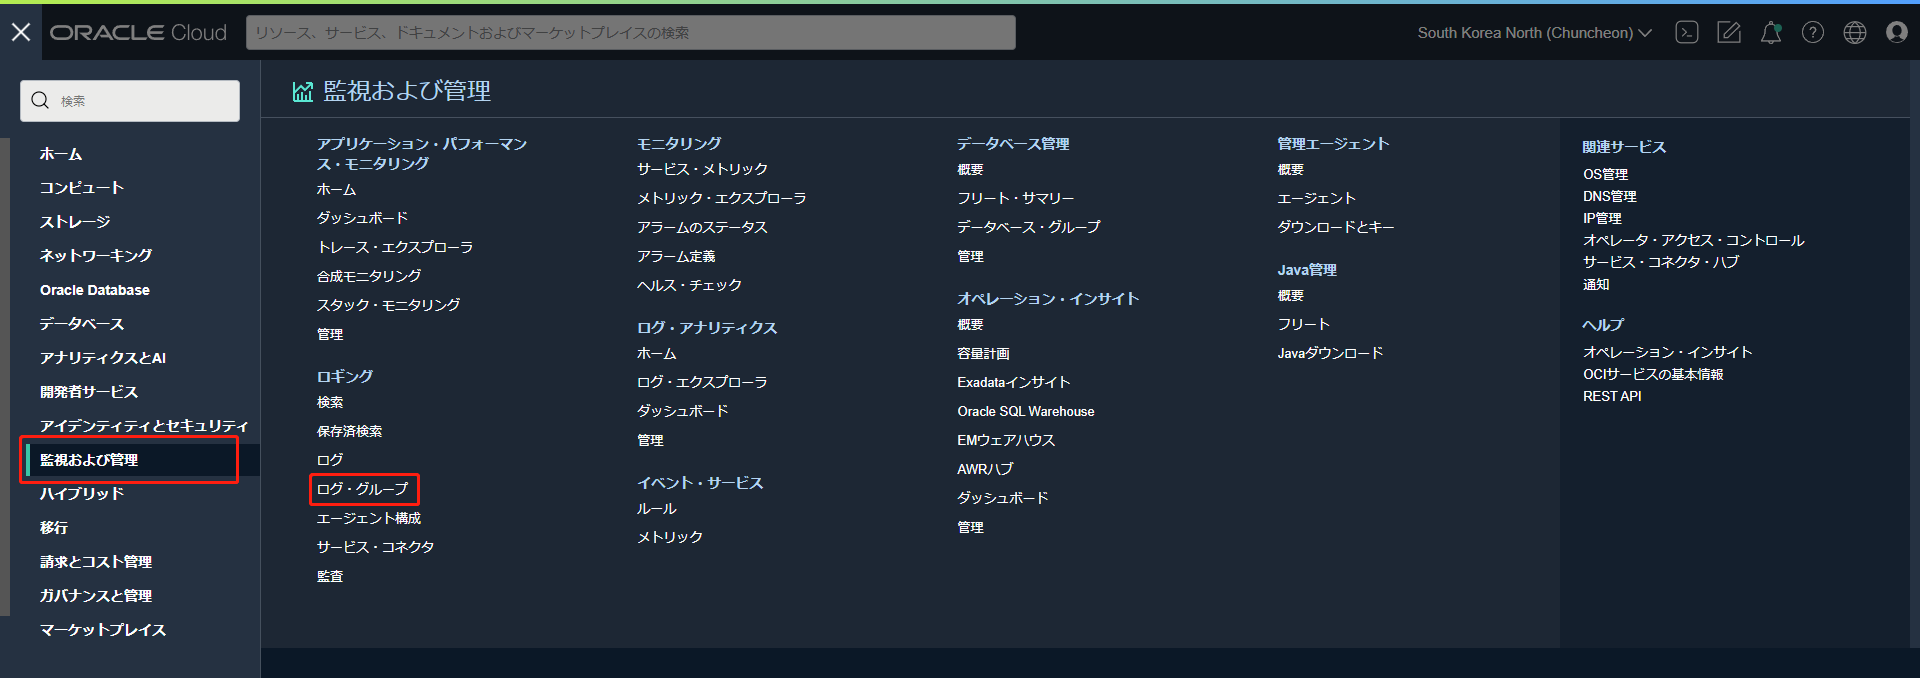 ORACLE Cloud
リソース、サービス、ドキュメントおよびマーケットプレイスの検索
South Korea North (Chuncheon)
検索
ホーム
コンピュート
ストレージ
ネットワーキング
Oracle Database
データベース
アナリティクスとAI
開発者サービス
アイデンティティとセキュリティ
監視および管理
ハイブリッド
移行
請求とコスト管理
ガバナンスと管理
マーケットプレイス
監視および管理
アプリケーション・パフォーマン
ス・モニタリング
ホーム
ダッシュボード
トレース・エクスプローラ
合成モニタリング
スタック・モニタリング
管理
ロギング
検索
保存済検索
ログ
ログ・グループ
エージェント構成
サービス・コネクタ
監査
モニタリング
サービス・メトリック
メトリック・エクスプローラ
アラームのステータス
アラーム定義
ヘルス・チェック
ログ・アナリティクス
ホーム
ログ・エクスプローラ
ダッシュボード
管理
イベント・サービス
ルール
メトリック
データベース管理
概要
フリート・サマリー
データベース・グループ
管理
オペレーション・インサイト
概要
容量計画
Exadataインサイト
Oracle SQL Warehouse
EMウェアハウス
AWRハブ
ダッシュボード
管理
管理エージェント
概要
エージェント
ダウンロードとキー
Java管理
概要
フリート
Javaダウンロード
関連サービス
OS管理
DNS管理
IP管理
オペレータ・アクセス・コントロール
サービス・コネクタ・ハブ
通知
ヘルプ
オペレーション・インサイト
OCIサービスの基本情報
REST API